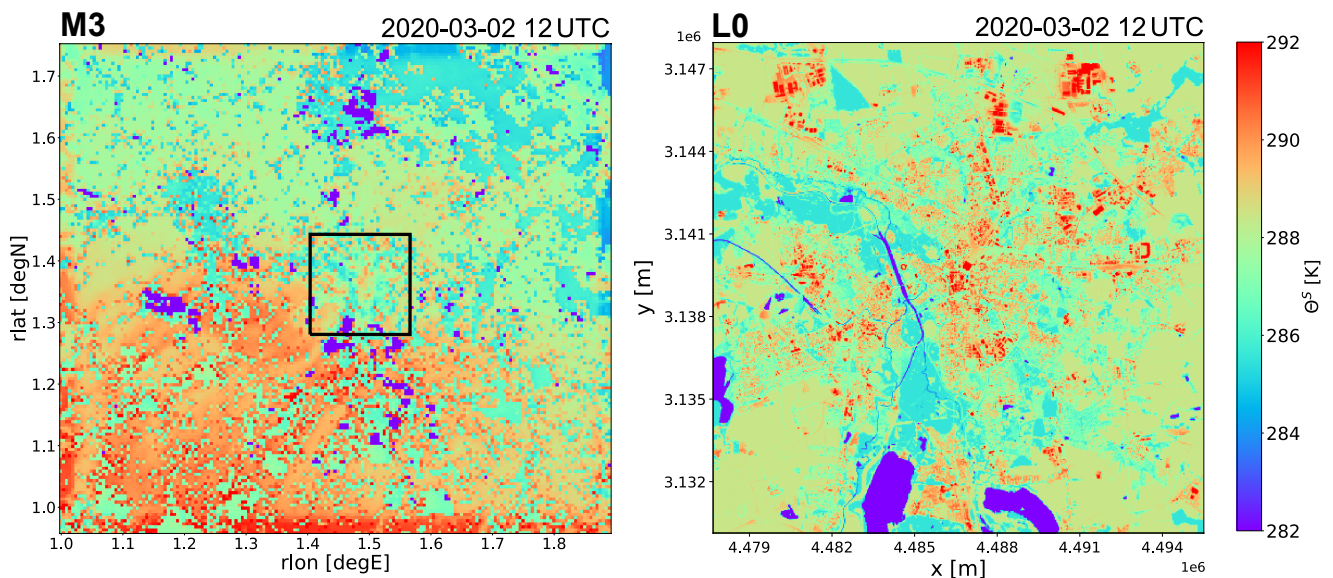 M3
2020-03-02 12 UTC
1.7
1.6
1.5
1.4
1.3
1.2
1.1
1.0
rlat [degN]
1.0 1.1 1.2 1.3 1.4 1.5 1.6 1.7 1.8
rlon [degE]
L0
2020-03-02 12 UTC
1e6
3.147
3.144
3.141
3.138
3.135
3.132
y [m]
4.479 4.482 4.485 4.488 4.491 4.494
1e6
x [m]
292
290
288
286
284
282
Θˢ [K]